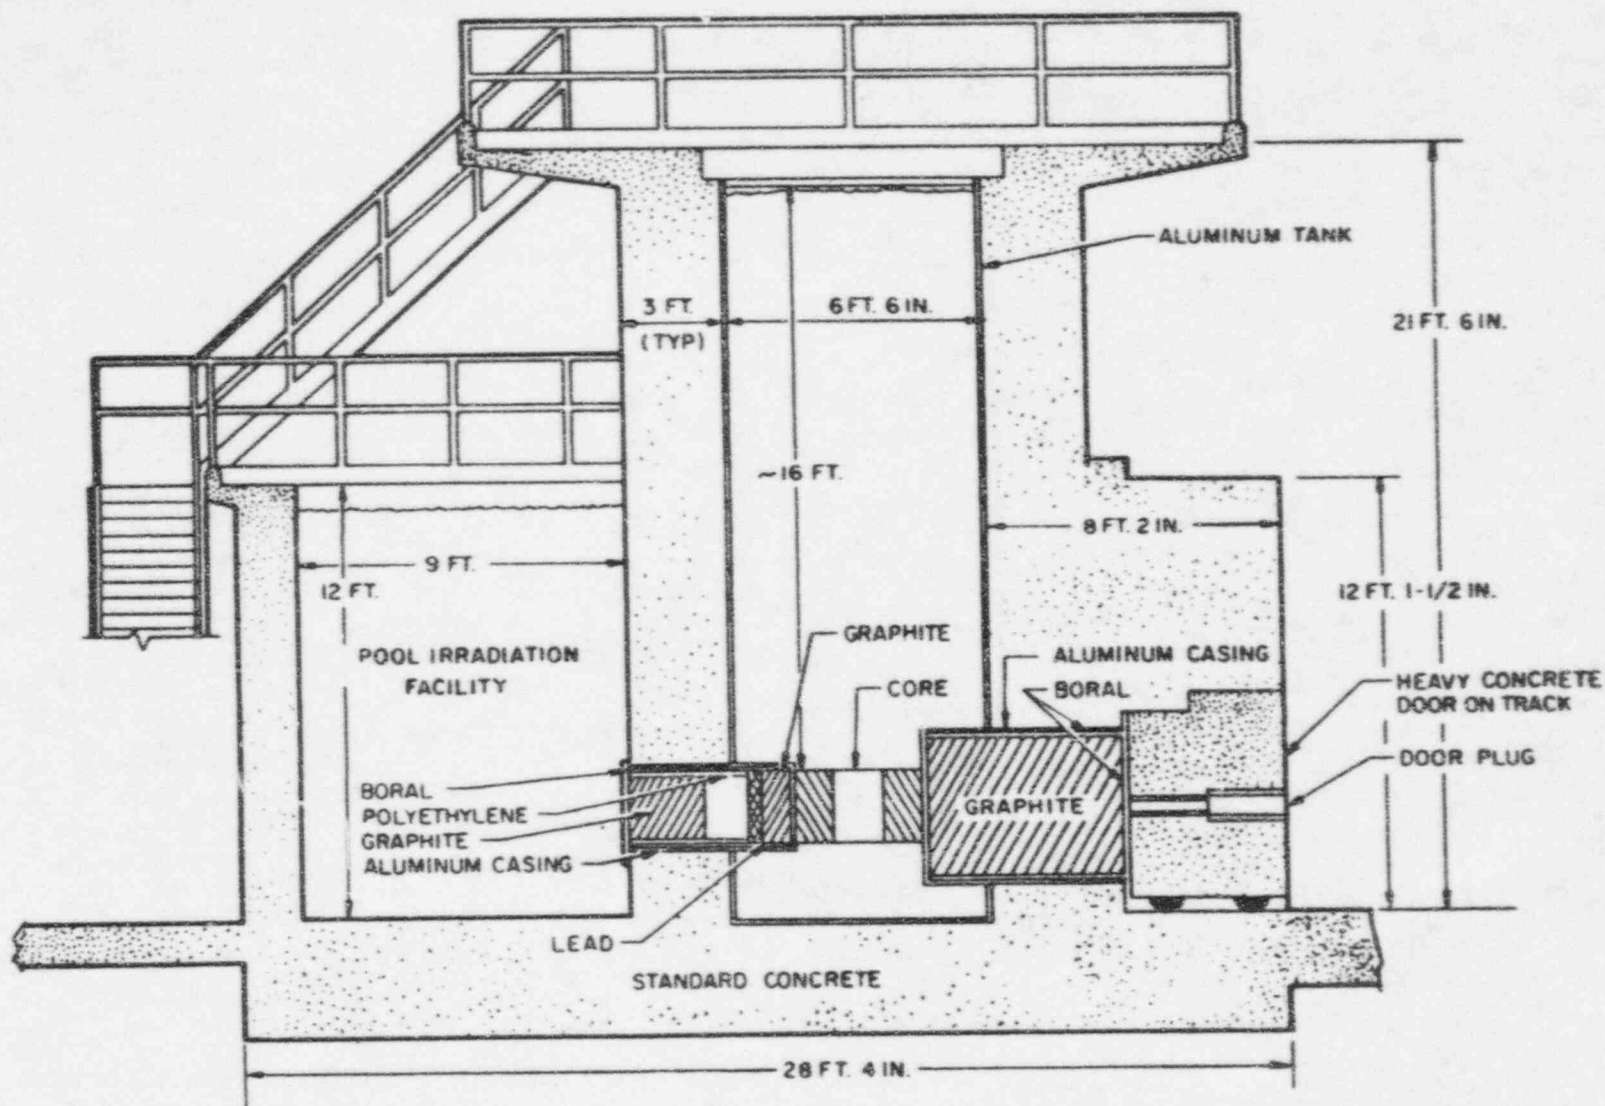 ALUMINUM TANK
3 FT.
(TYP)
6 FT. 6 IN.
21 FT. 6 IN.
~16 FT.
8 FT. 2 IN.
9 FT.
12 FT.
12 FT. 1-1/2 IN.
POOL IRRADIATION
FACILITY
GRAPHITE
CORE
ALUMINUM CASING
BORAL
HEAVY CONCRETE
DOOR ON TRACK
DOOR PLUG
BORAL
POLYETHYLENE
GRAPHITE
ALUMINUM CASING
GRAPHITE
LEAD
STANDARD CONCRETE
28 FT. 4 IN.